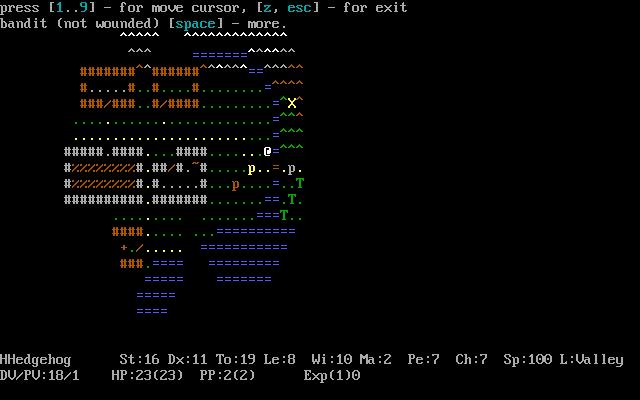 press [1..9] - for move cursor, [z, esc] - for exit
bandit (not wounded) [space] - more.
HHedgehog St:16 Dx:11 To:19 Le:8 Wi:10 Ma:2 Pe:7 Ch:7 Sp:100 L:Valley
DV/PV:18/1 HP:23(23) PP:2(2) Exp(1)0